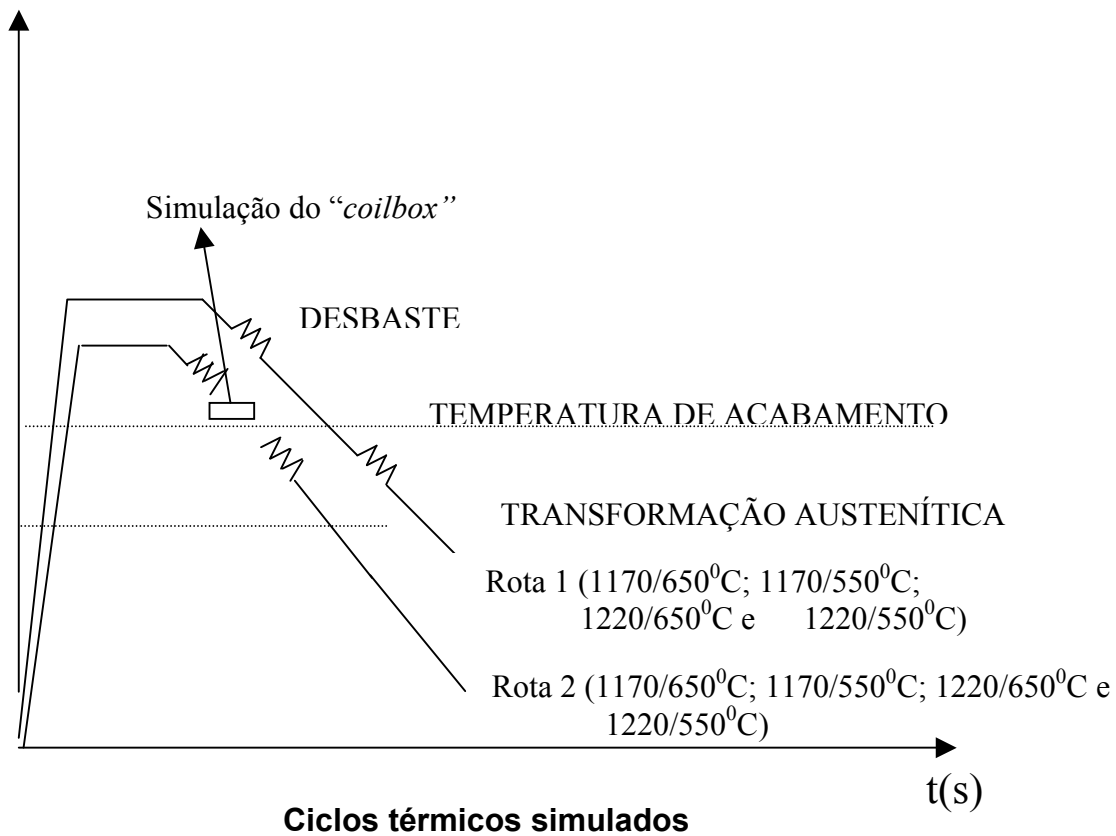 Simulação do “coilbox”
DESBASTE
TEMPERATURA DE ACABAMENTO
TRANSFORMAÇÃO AUSTENÍTICA
Rota 1 (1170/650⁰C; 1170/550⁰C;
1220/650⁰C e 1220/550⁰C)
Rota 2 (1170/650⁰C; 1170/550⁰C; 1220/650⁰C e
1220/550⁰C)
t(s)
Ciclos térmicos simulados